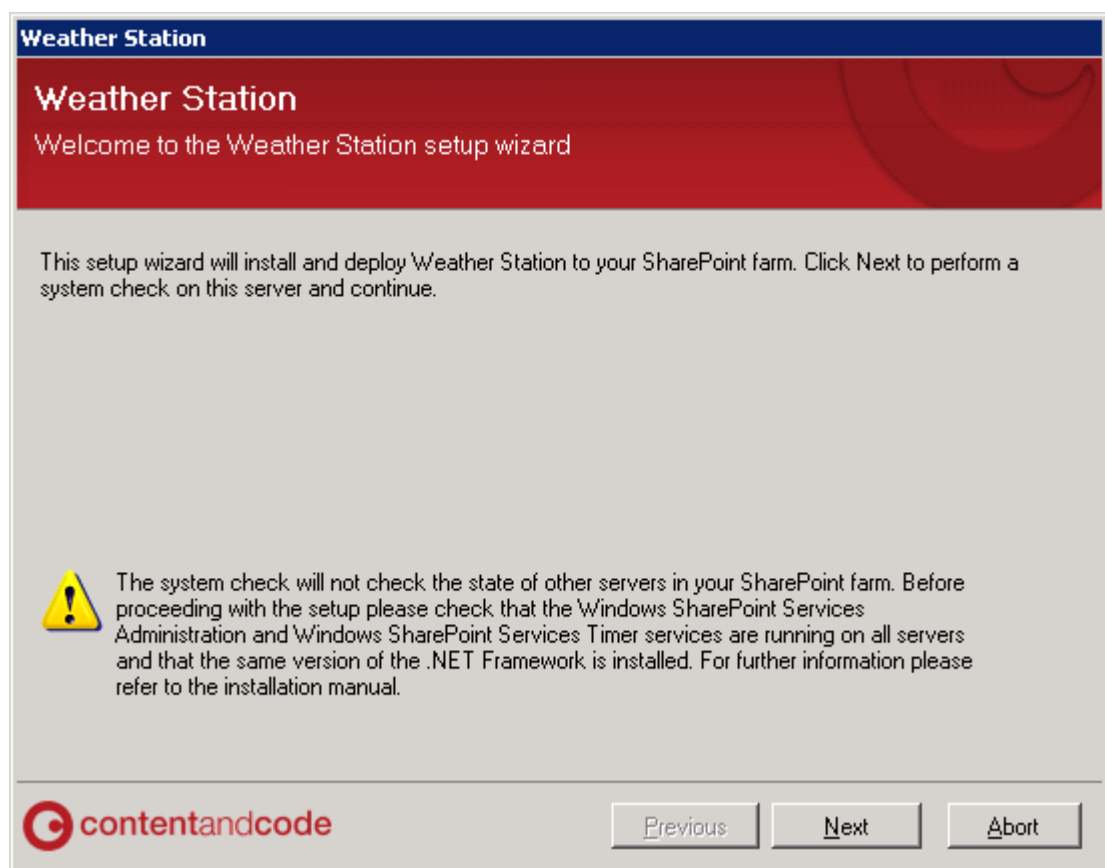 Weather Station
Weather Station
Welcome to the Weather Station setup wizard
This setup wizard will install and deploy Weather Station to your SharePoint farm. Click Next to perform a
system check on this server and continue.
The system check will not check the state of other servers in your SharePoint farm. Before
proceeding with the setup please check that the Windows SharePoint Services
Administration and Windows SharePoint Services Timer services are running on all servers
and that the same version of the .NET Framework is installed. For further information please
refer to the installation manual.
contentandcode
Previous
Next
Abort